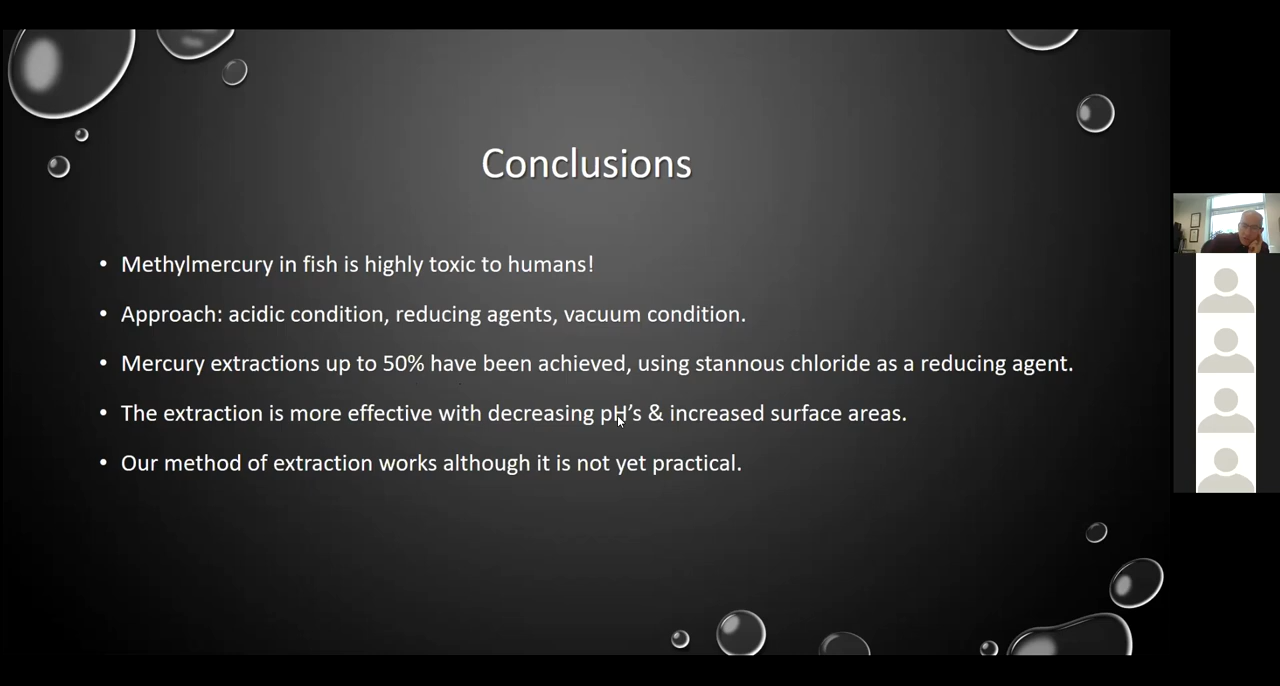 Conclusions
• Methylmercury in fish is highly toxic to humans!
• Approach: acidic condition, reducing agents, vacuum condition.
• Mercury extractions up to 50% have been achieved, using stannous chloride as a reducing agent.
• The extraction is more effective with decreasing pH's & increased surface areas.
• Our method of extraction works although it is not yet practical.